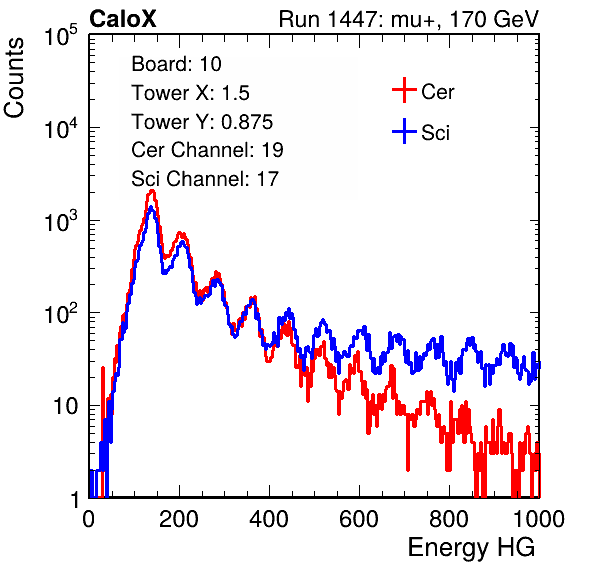 CaloX Run 1447: mu+, 170 GeV
Board: 10
Tower X: 1.5
Tower Y: 0.875
Cer Channel: 19
Sci Channel: 17
Cer
Sci
Counts
10^5
10^4
10^3
10^2
10
1
0 200 400 600 800 1000
Energy HG